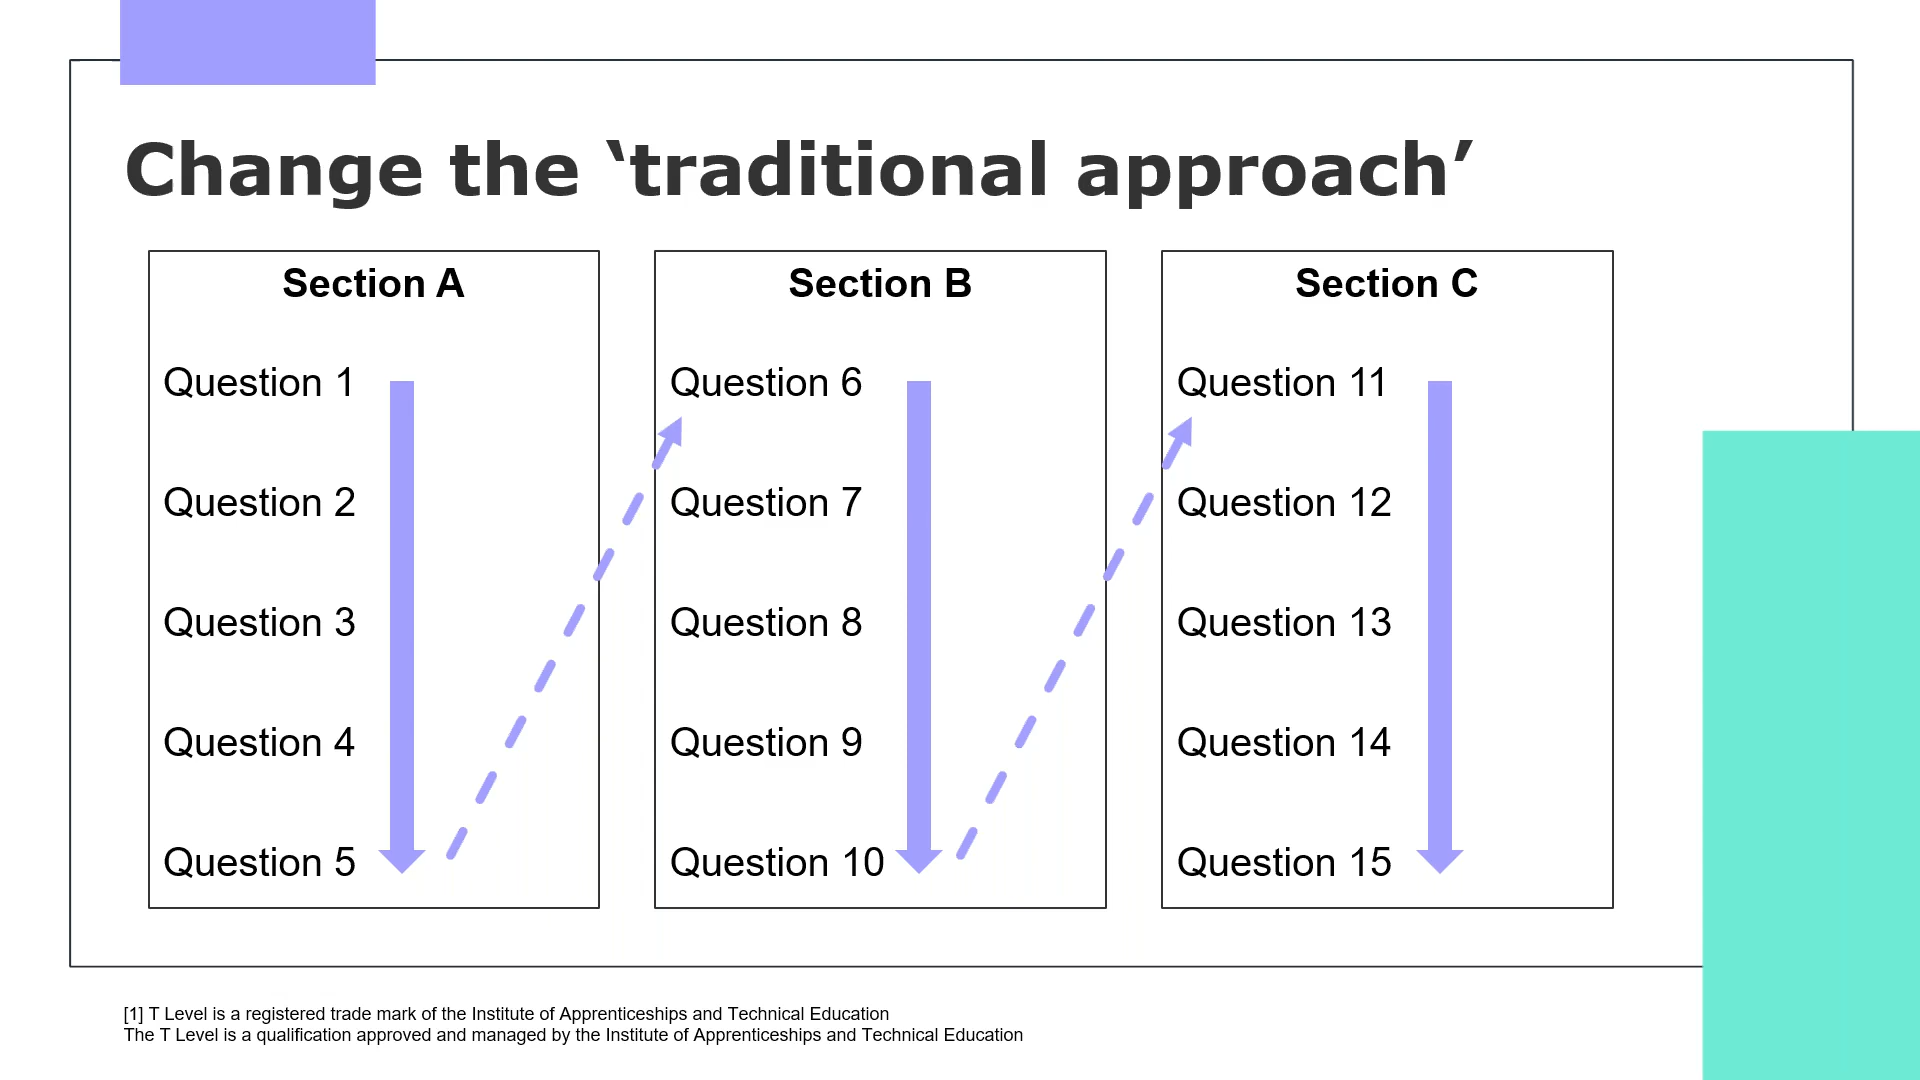 Change the ‘traditional approach’
Section A
Question 1
Question 2
Question 3
Question 4
Question 5
Section B
Question 6
Question 7
Question 8
Question 9
Question 10
Section C
Question 11
Question 12
Question 13
Question 14
Question 15
[1] T Level is a registered trade mark of the Institute of Apprenticeships and Technical Education
The T Level is a qualification approved and managed by the Institute of Apprenticeships and Technical Education